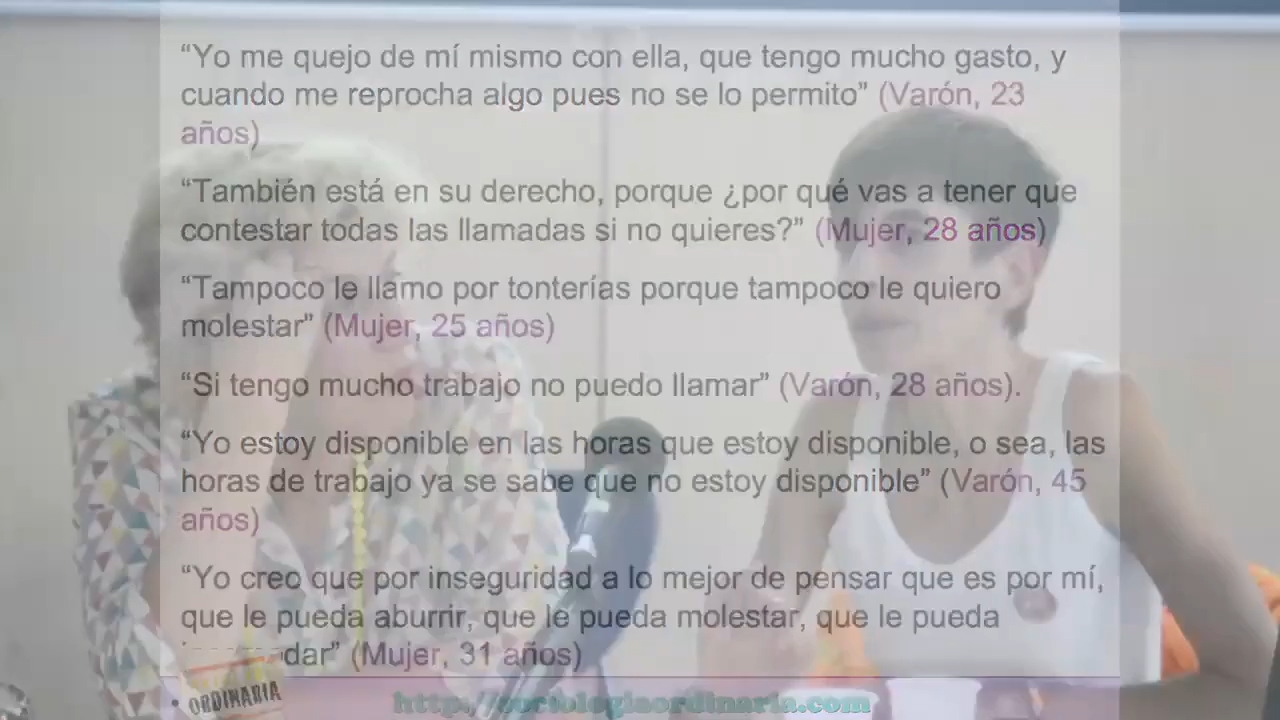 “Yo me quejo de mí mismo con ella, que tengo mucho gasto, y
cuando me reprocha algo pues no se lo permito” (Varón, 23
años)
“También está en su derecho, porque ¿por qué vas a tener que
contestar todas las llamadas si no quieres?” (Mujer, 28 años)
“Tampoco le llamo por tonterías porque tampoco le quiero
molestar” (Mujer, 25 años)
“Si tengo mucho trabajo no puedo llamar” (Varón, 28 años).
“Yo estoy disponible en las horas que estoy disponible, o sea, las
horas de trabajo ya se sabe que no estoy disponible” (Varón, 45
años)
“Yo creo que por inseguridad a lo mejor de pensar que es por mí,
que le pueda aburrir, que le pueda molestar, que le pueda
dar” (Mujer, 31 años)
ORDINARIA